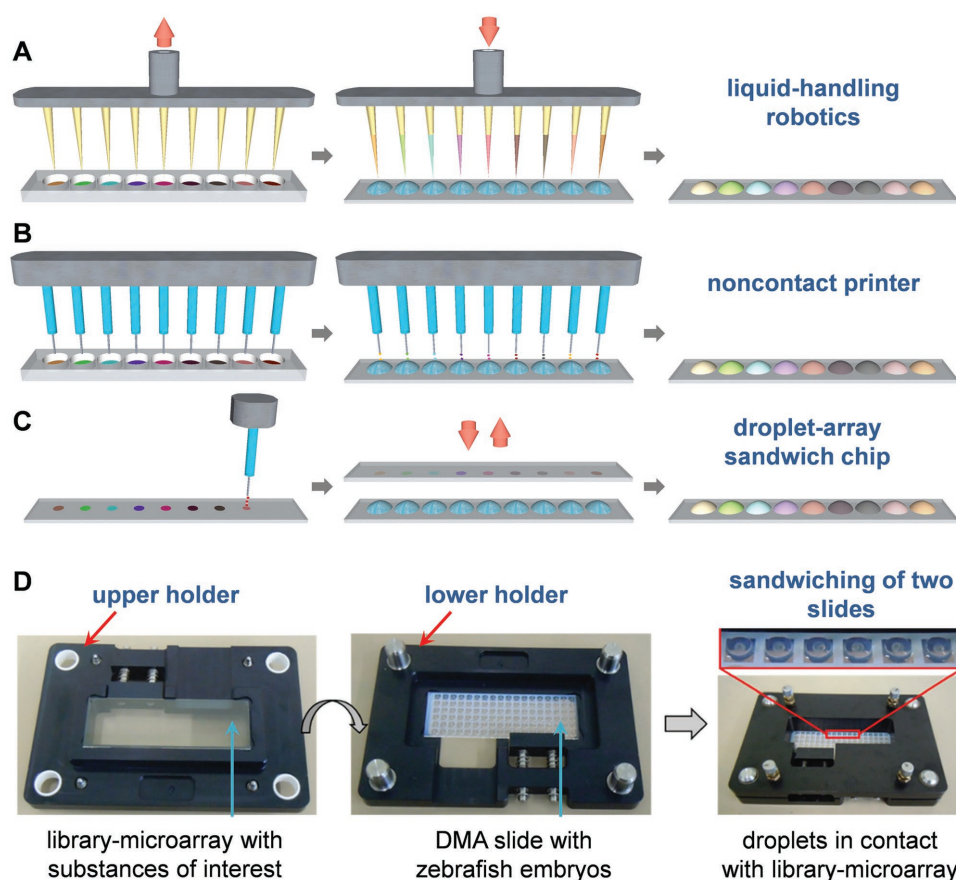 A
liquid-handling
robotics
B
noncontact printer
C
droplet-array
sandwich chip
D
upper holder
lower holder
sandwiching of two
slides
library-microarray with
substances of interest
DMA slide with
zebrafish embryos
droplets in contact
with library-microarray